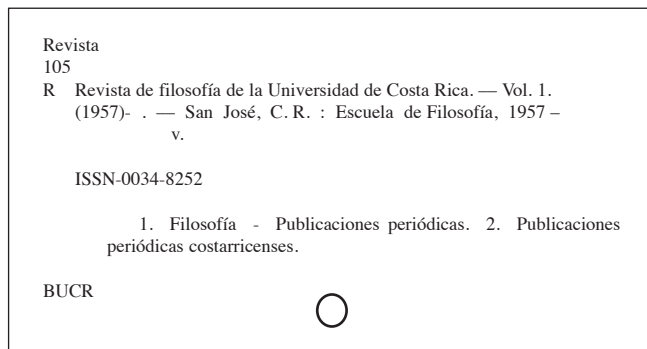 Revista
105
R Revista de filosofía de la Universidad de Costa Rica. — Vol. 1.
(1957)- . — San José, C. R. : Escuela de Filosofía, 1957 –
v.
ISSN-0034-8252
1. Filosofía - Publicaciones periódicas. 2. Publicaciones
periódicas costarricenses.
BUCR